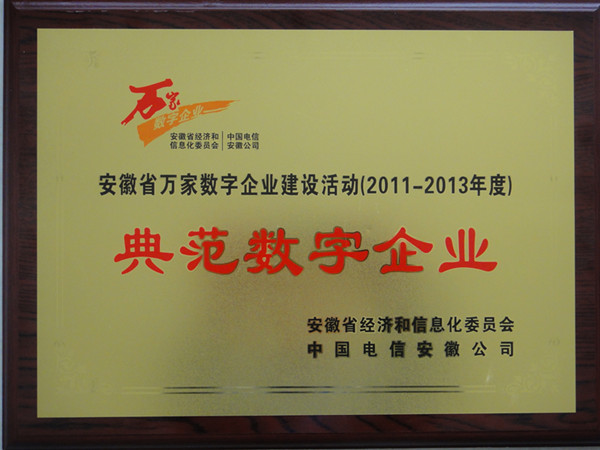 万家
数字企业
安徽省经济和信息化委员会
中国电信安徽公司
安徽省万家数字企业建设活动(2011-2013年度)
典范数字企业
安徽省经济和信息化委员会
中国电信安徽公司